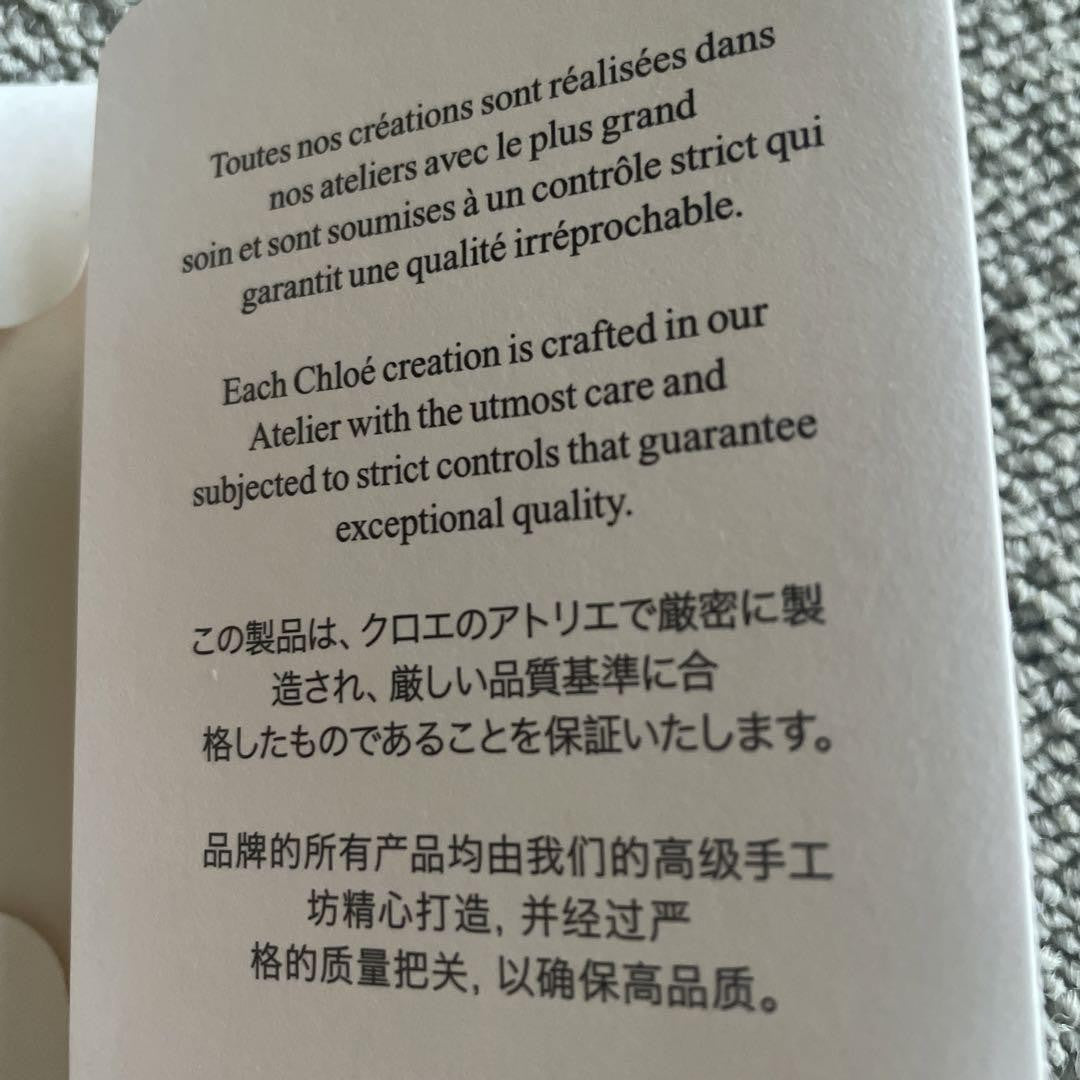 Toutes nos créations sont réalisées dans
nos ateliers avec le plus grand
soin et sont soumises à un contrôle strict qui
garantit une qualité irréprochable.
Each Chloé creation is crafted in our
Atelier with the utmost care and
subjected to strict controls that guarantee
exceptional quality.
この製品は、クロエのアトリエで厳密に製
造され、厳しい品質基準に合
格したものであることを保証いたします。
品牌的所有产品均由我们的高级手工
坊精心打造, 并经过严
格的质量把关, 以确保高品质。